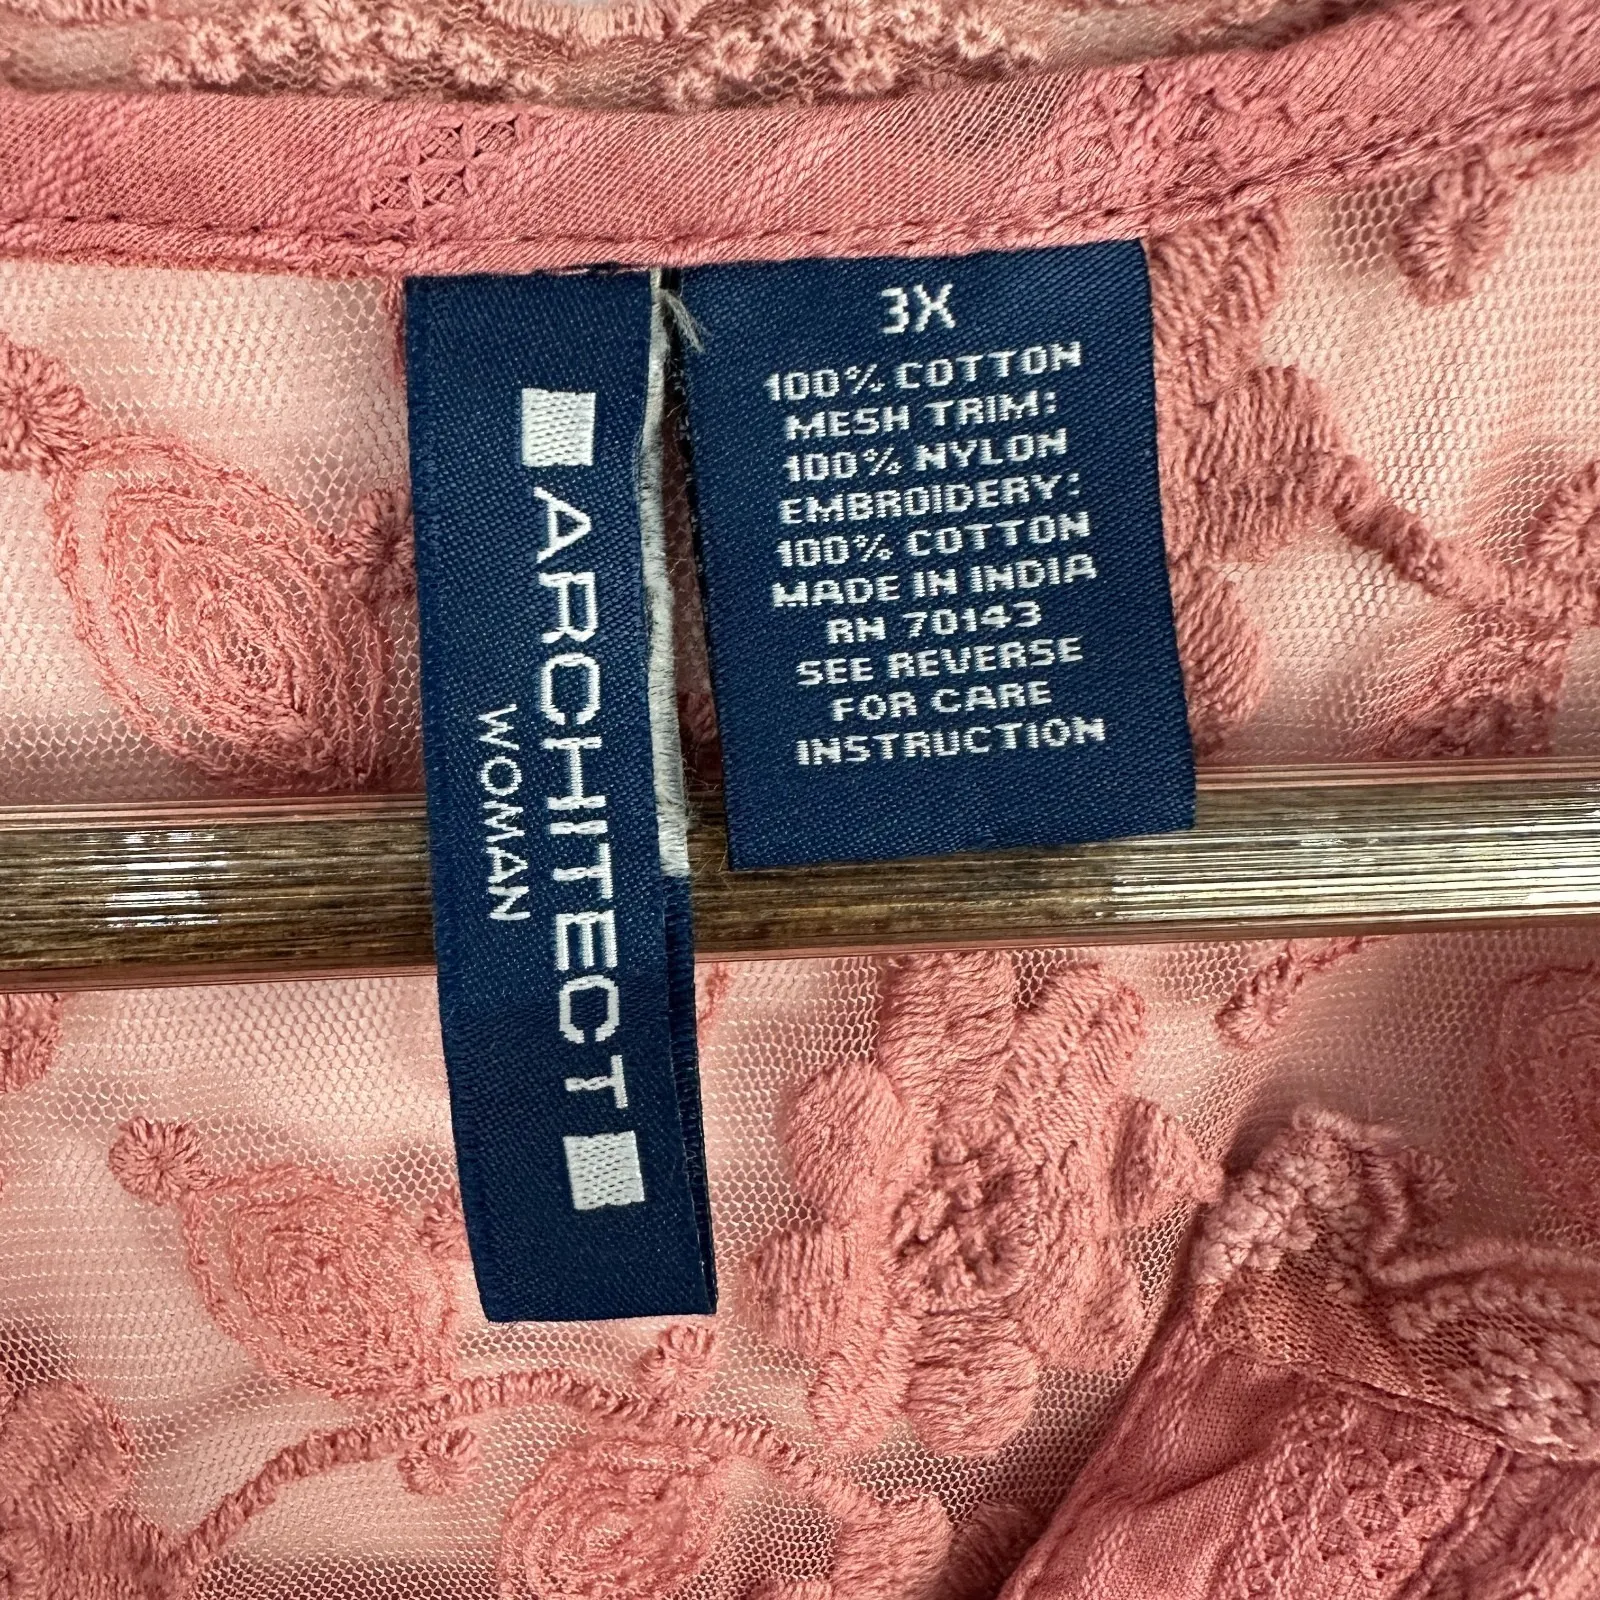 ARCHITECT
WOMAN
3X
100% COTTON
MESH TRIM:
100% NYLON
EMBROIDERY:
100% COTTON
MADE IN INDIA
RN 70143
SEE REVERSE
FOR CARE
INSTRUCTION